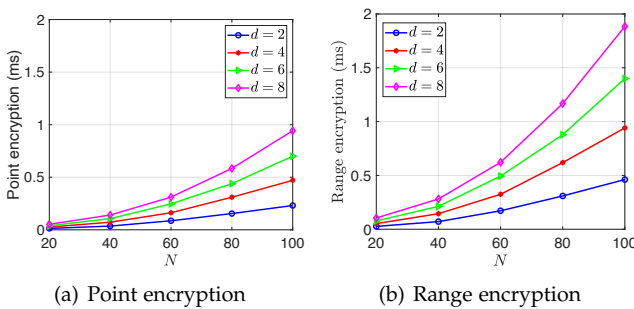 2
1.5
1
0.5
0
Point encryption (ms)
d = 2
d = 4
d = 6
d = 8
20 40 60 80 100
N
(a) Point encryption
2
1.5
1
0.5
0
Range encryption (ms)
d = 2
d = 4
d = 6
d = 8
20 40 60 80 100
N
(b) Range encryption